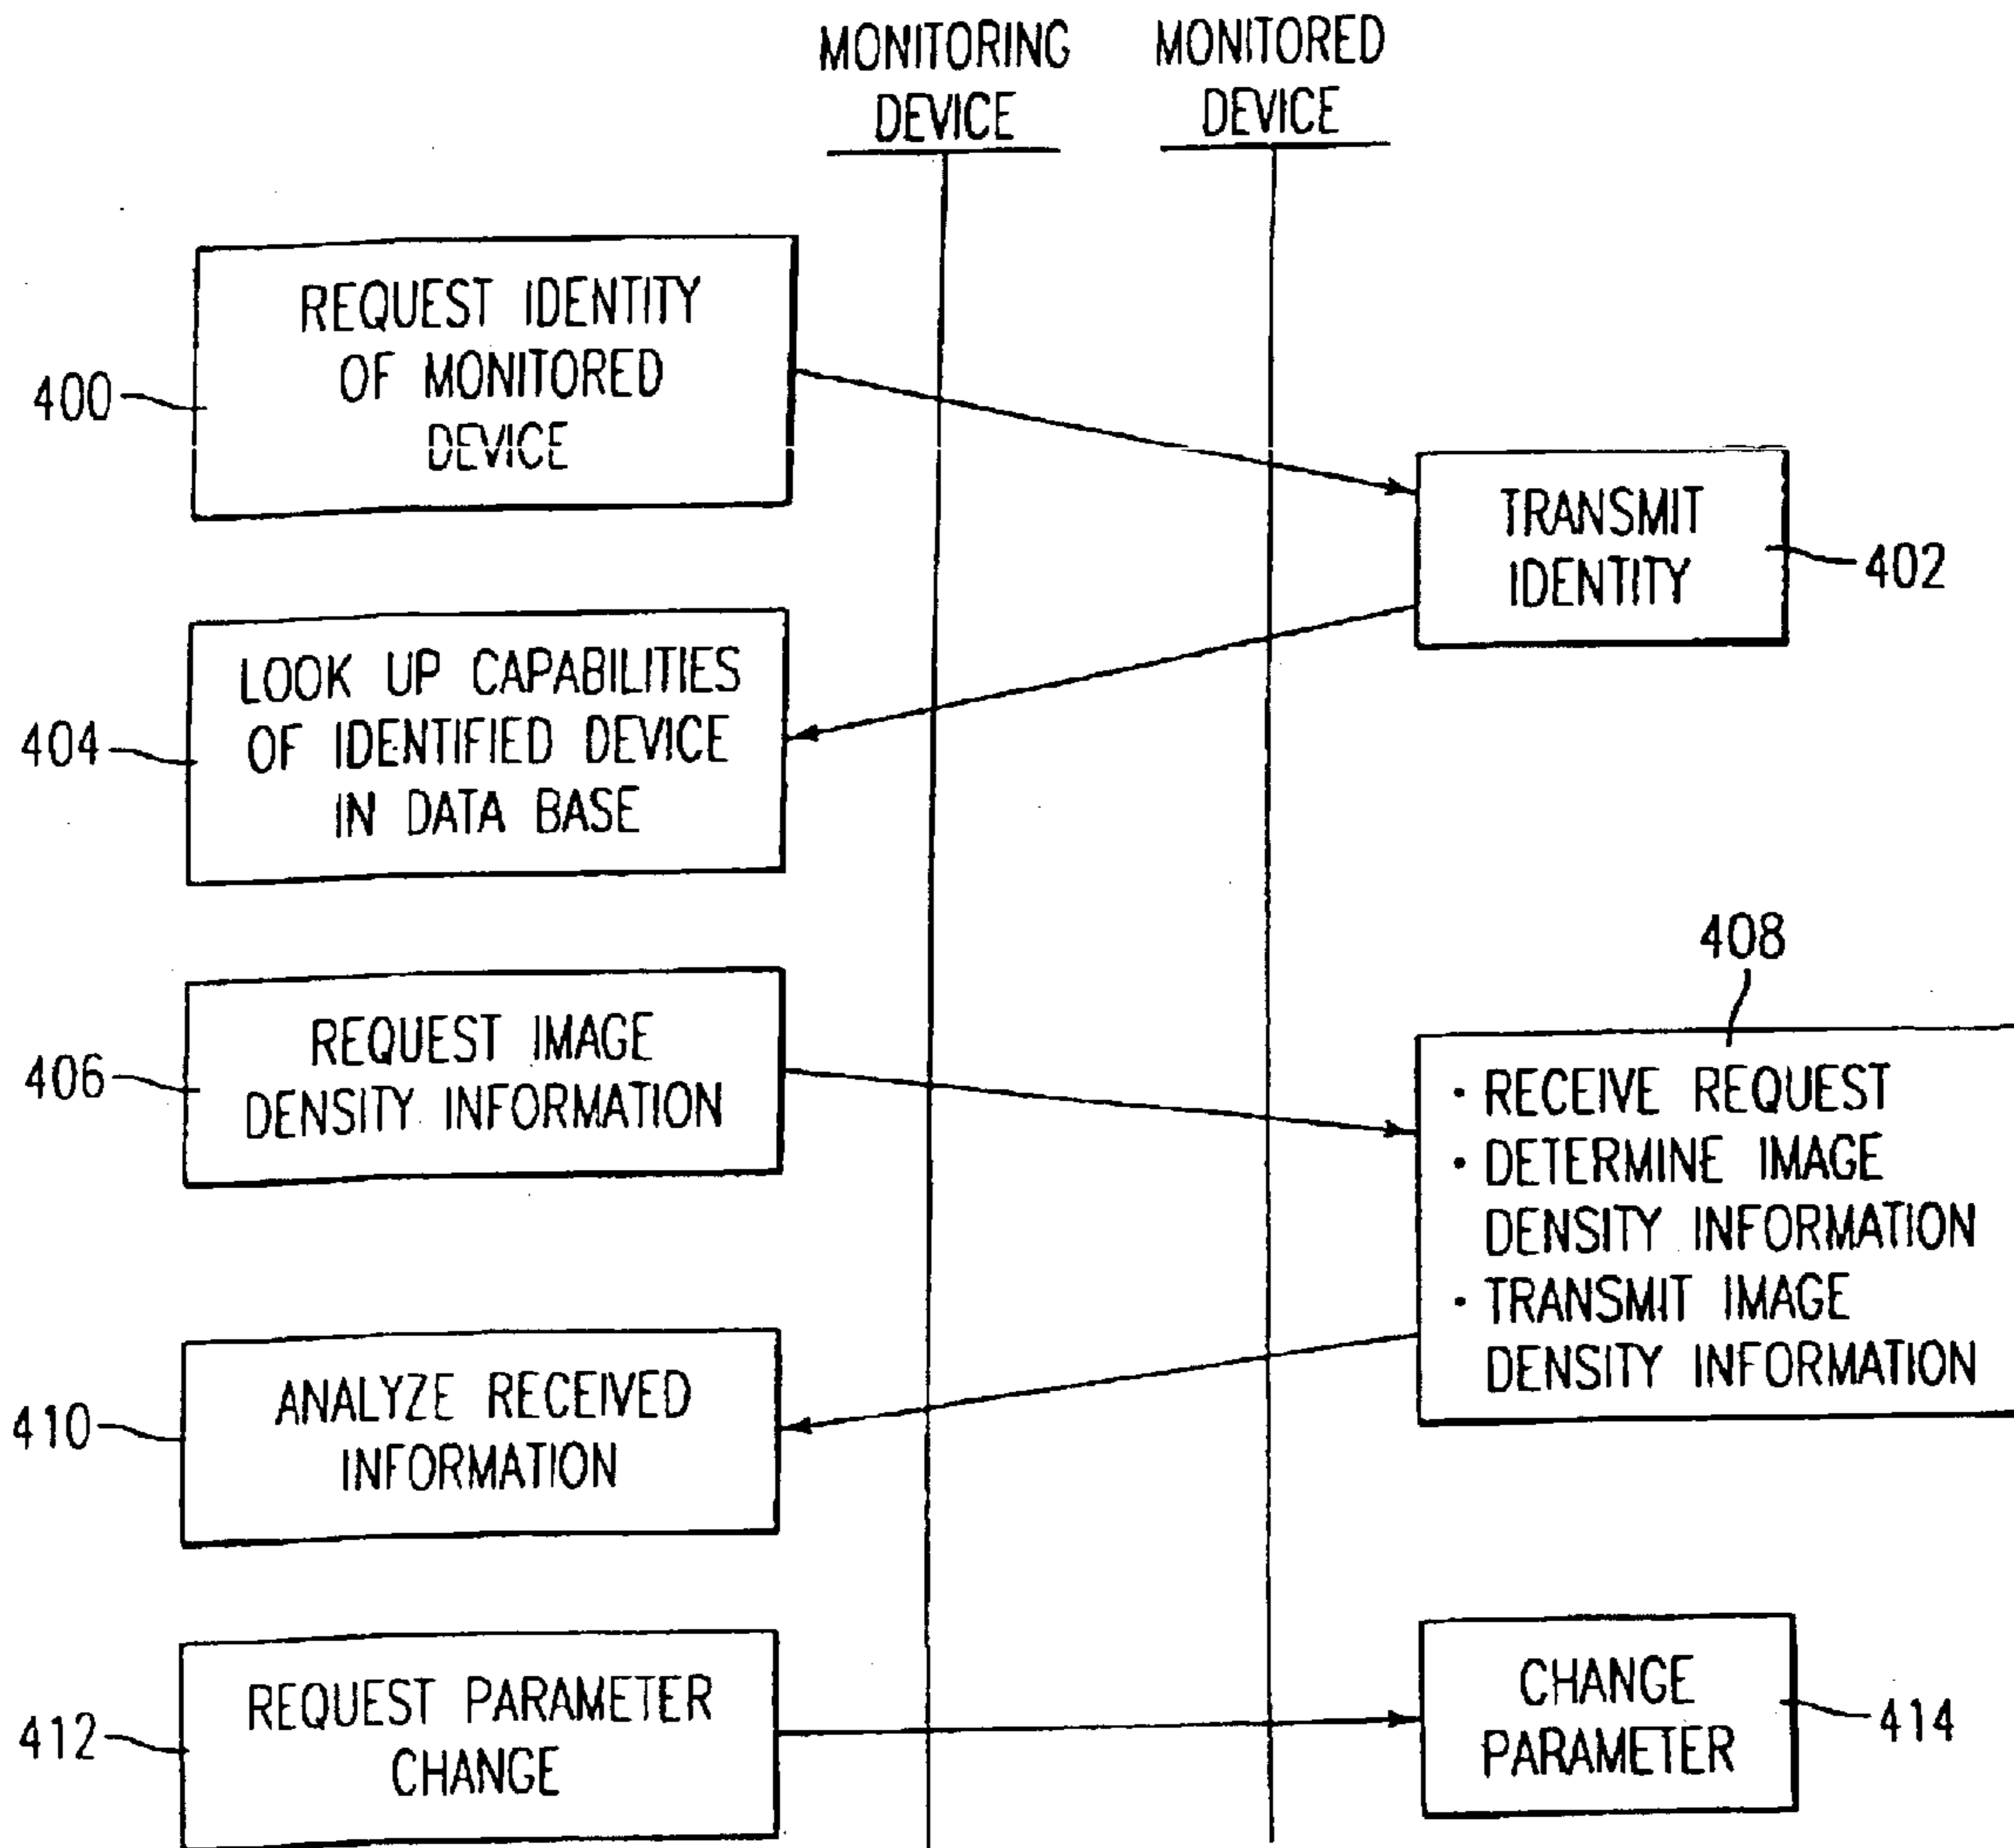 MONITORING
DEVICE
MONITORED
DEVICE
REQUEST IDENTITY
OF MONITORED
DEVICE
400
TRANSMIT
IDENTITY
402
LOOK UP CAPABILITIES
OF IDENTIFIED DEVICE
IN DATA BASE
404
REQUEST IMAGE
DENSITY INFORMATION
406
408
· RECEIVE REQUEST
· DETERMINE IMAGE
DENSITY INFORMATION
· TRANSMIT IMAGE
DENSITY INFORMATION
ANALYZE RECEIVED
INFORMATION
410
REQUEST PARAMETER
CHANGE
412
CHANGE
PARAMETER
414